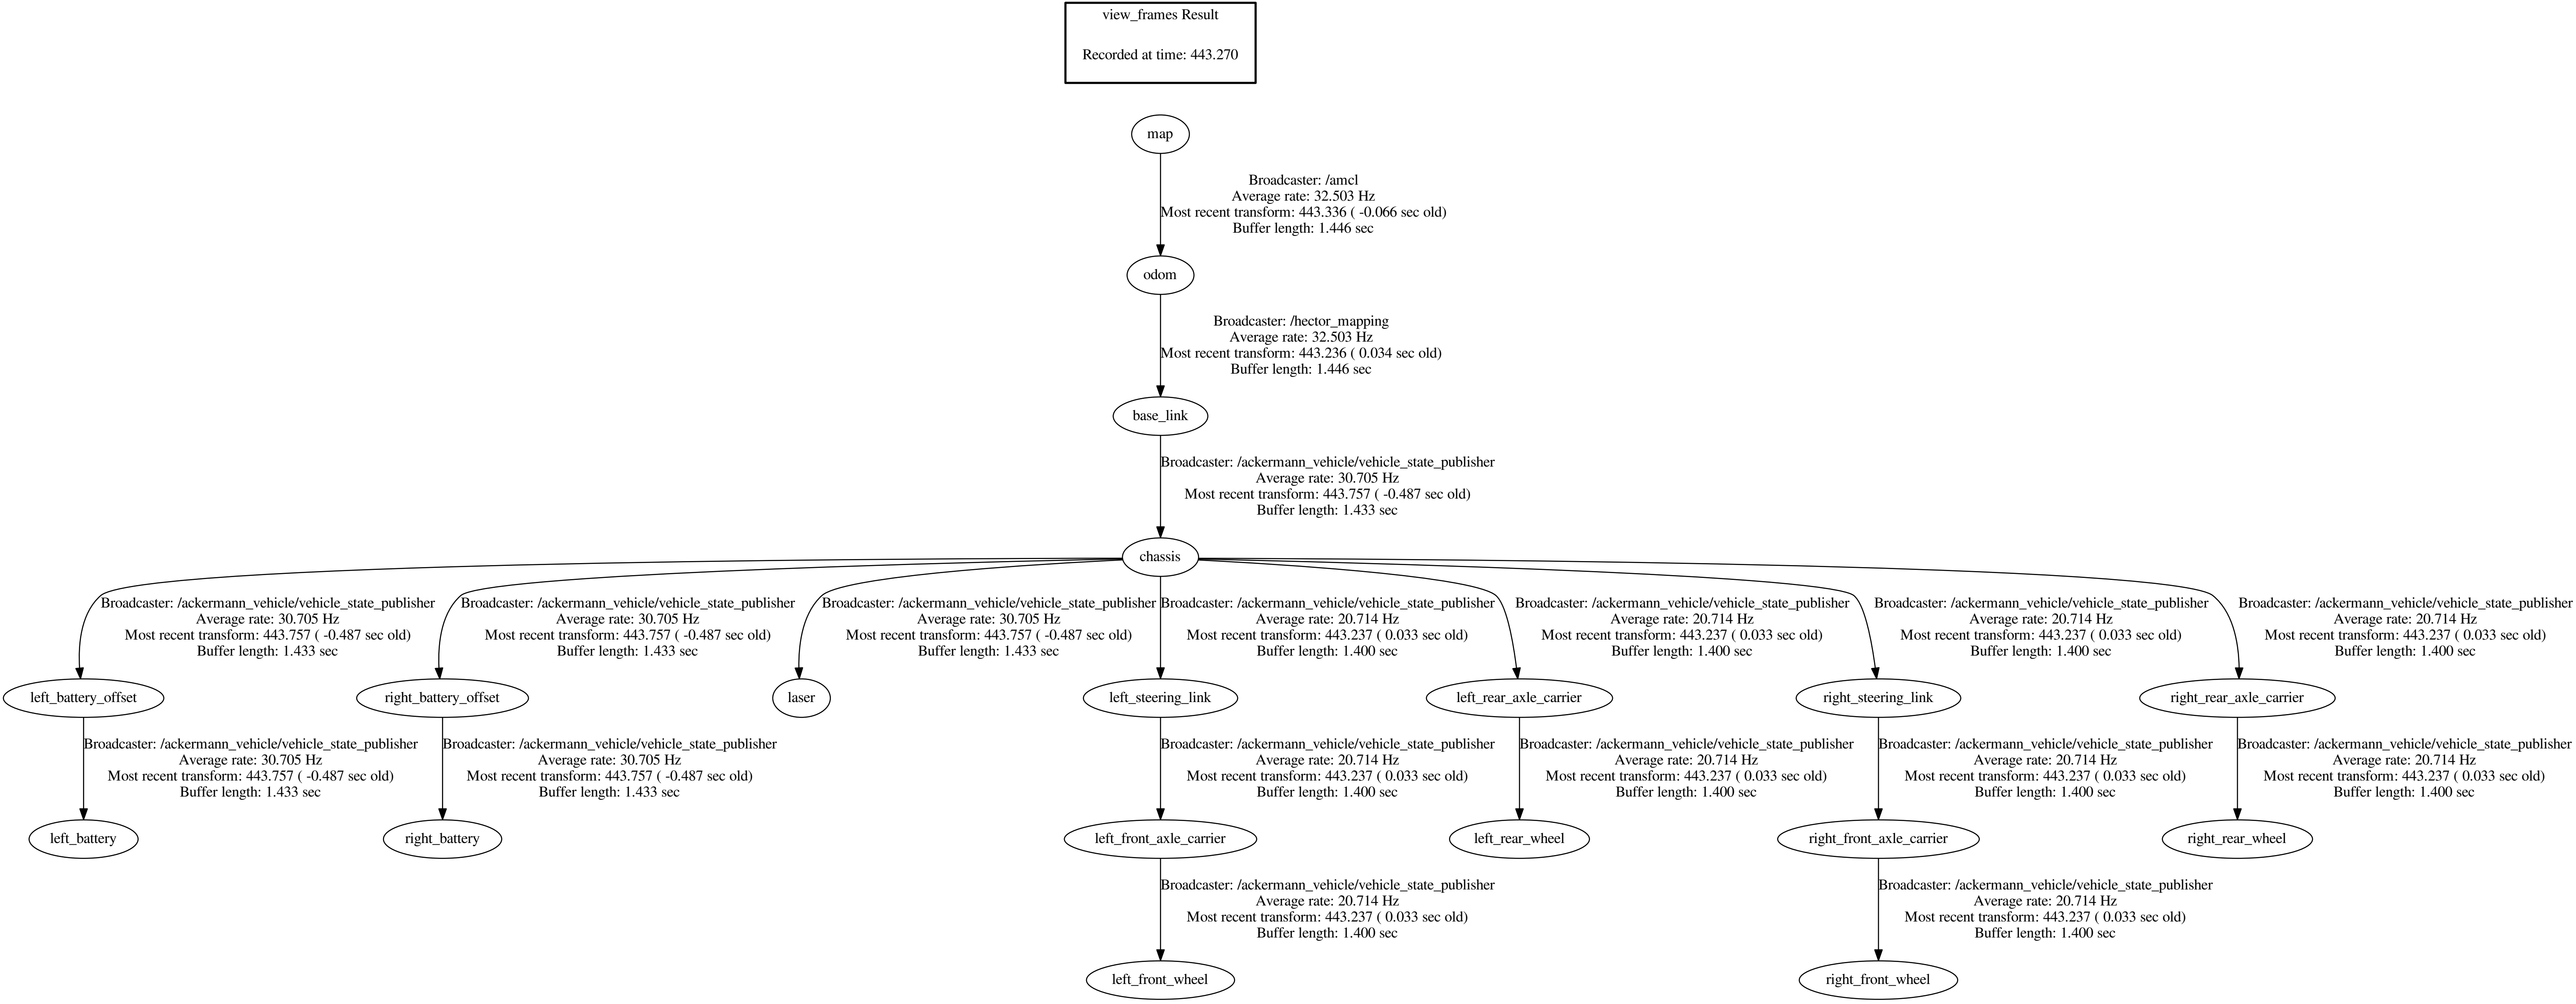 view_frames Result
Recorded at time: 443.270
map
Broadcaster: /amcl
Average rate: 32.503 Hz
Most recent transform: 443.336 ( -0.066 sec old)
Buffer length: 1.446 sec
odom
Broadcaster: /hector_mapping
Average rate: 32.503 Hz
Most recent transform: 443.236 ( 0.034 sec old)
Buffer length: 1.446 sec
base_link
Broadcaster: /ackermann_vehicle/vehicle_state_publisher
Average rate: 30.705 Hz
Most recent transform: 443.757 ( -0.487 sec old)
Buffer length: 1.433 sec
chassis
Broadcaster: /ackermann_vehicle/vehicle_state_publisher
Average rate: 30.705 Hz
Most recent transform: 443.757 ( -0.487 sec old)
Buffer length: 1.433 sec
Broadcaster: /ackermann_vehicle/vehicle_state_publisher
Average rate: 30.705 Hz
Most recent transform: 443.757 ( -0.487 sec old)
Buffer length: 1.433 sec
Broadcaster: /ackermann_vehicle/vehicle_state_publisher
Average rate: 30.705 Hz
Most recent transform: 443.757 ( -0.487 sec old)
Buffer length: 1.433 sec
Broadcaster: /ackermann_vehicle/vehicle_state_publisher
Average rate: 20.714 Hz
Most recent transform: 443.237 ( 0.033 sec old)
Buffer length: 1.400 sec
Broadcaster: /ackermann_vehicle/vehicle_state_publisher
Average rate: 20.714 Hz
Most recent transform: 443.237 ( 0.033 sec old)
Buffer length: 1.400 sec
Broadcaster: /ackermann_vehicle/vehicle_state_publisher
Average rate: 20.714 Hz
Most recent transform: 443.237 ( 0.033 sec old)
Buffer length: 1.400 sec
Broadcaster: /ackermann_vehicle/vehicle_state_publisher
Average rate: 20.714 Hz
Most recent transform: 443.237 ( 0.033 sec old)
Buffer length: 1.400 sec
left_battery_offset
right_battery_offset
laser
left_steering_link
left_rear_axle_carrier
right_steering_link
right_rear_axle_carrier
Broadcaster: /ackermann_vehicle/vehicle_state_publisher
Average rate: 30.705 Hz
Most recent transform: 443.757 ( -0.487 sec old)
Buffer length: 1.433 sec
Broadcaster: /ackermann_vehicle/vehicle_state_publisher
Average rate: 30.705 Hz
Most recent transform: 443.757 ( -0.487 sec old)
Buffer length: 1.433 sec
Broadcaster: /ackermann_vehicle/vehicle_state_publisher
Average rate: 20.714 Hz
Most recent transform: 443.237 ( 0.033 sec old)
Buffer length: 1.400 sec
Broadcaster: /ackermann_vehicle/vehicle_state_publisher
Average rate: 20.714 Hz
Most recent transform: 443.237 ( 0.033 sec old)
Buffer length: 1.400 sec
Broadcaster: /ackermann_vehicle/vehicle_state_publisher
Average rate: 20.714 Hz
Most recent transform: 443.237 ( 0.033 sec old)
Buffer length: 1.400 sec
Broadcaster: /ackermann_vehicle/vehicle_state_publisher
Average rate: 20.714 Hz
Most recent transform: 443.237 ( 0.033 sec old)
Buffer length: 1.400 sec
left_battery
right_battery
left_front_axle_carrier
left_rear_wheel
right_front_axle_carrier
right_rear_wheel
Broadcaster: /ackermann_vehicle/vehicle_state_publisher
Average rate: 20.714 Hz
Most recent transform: 443.237 ( 0.033 sec old)
Buffer length: 1.400 sec
Broadcaster: /ackermann_vehicle/vehicle_state_publisher
Average rate: 20.714 Hz
Most recent transform: 443.237 ( 0.033 sec old)
Buffer length: 1.400 sec
left_front_wheel
right_front_wheel